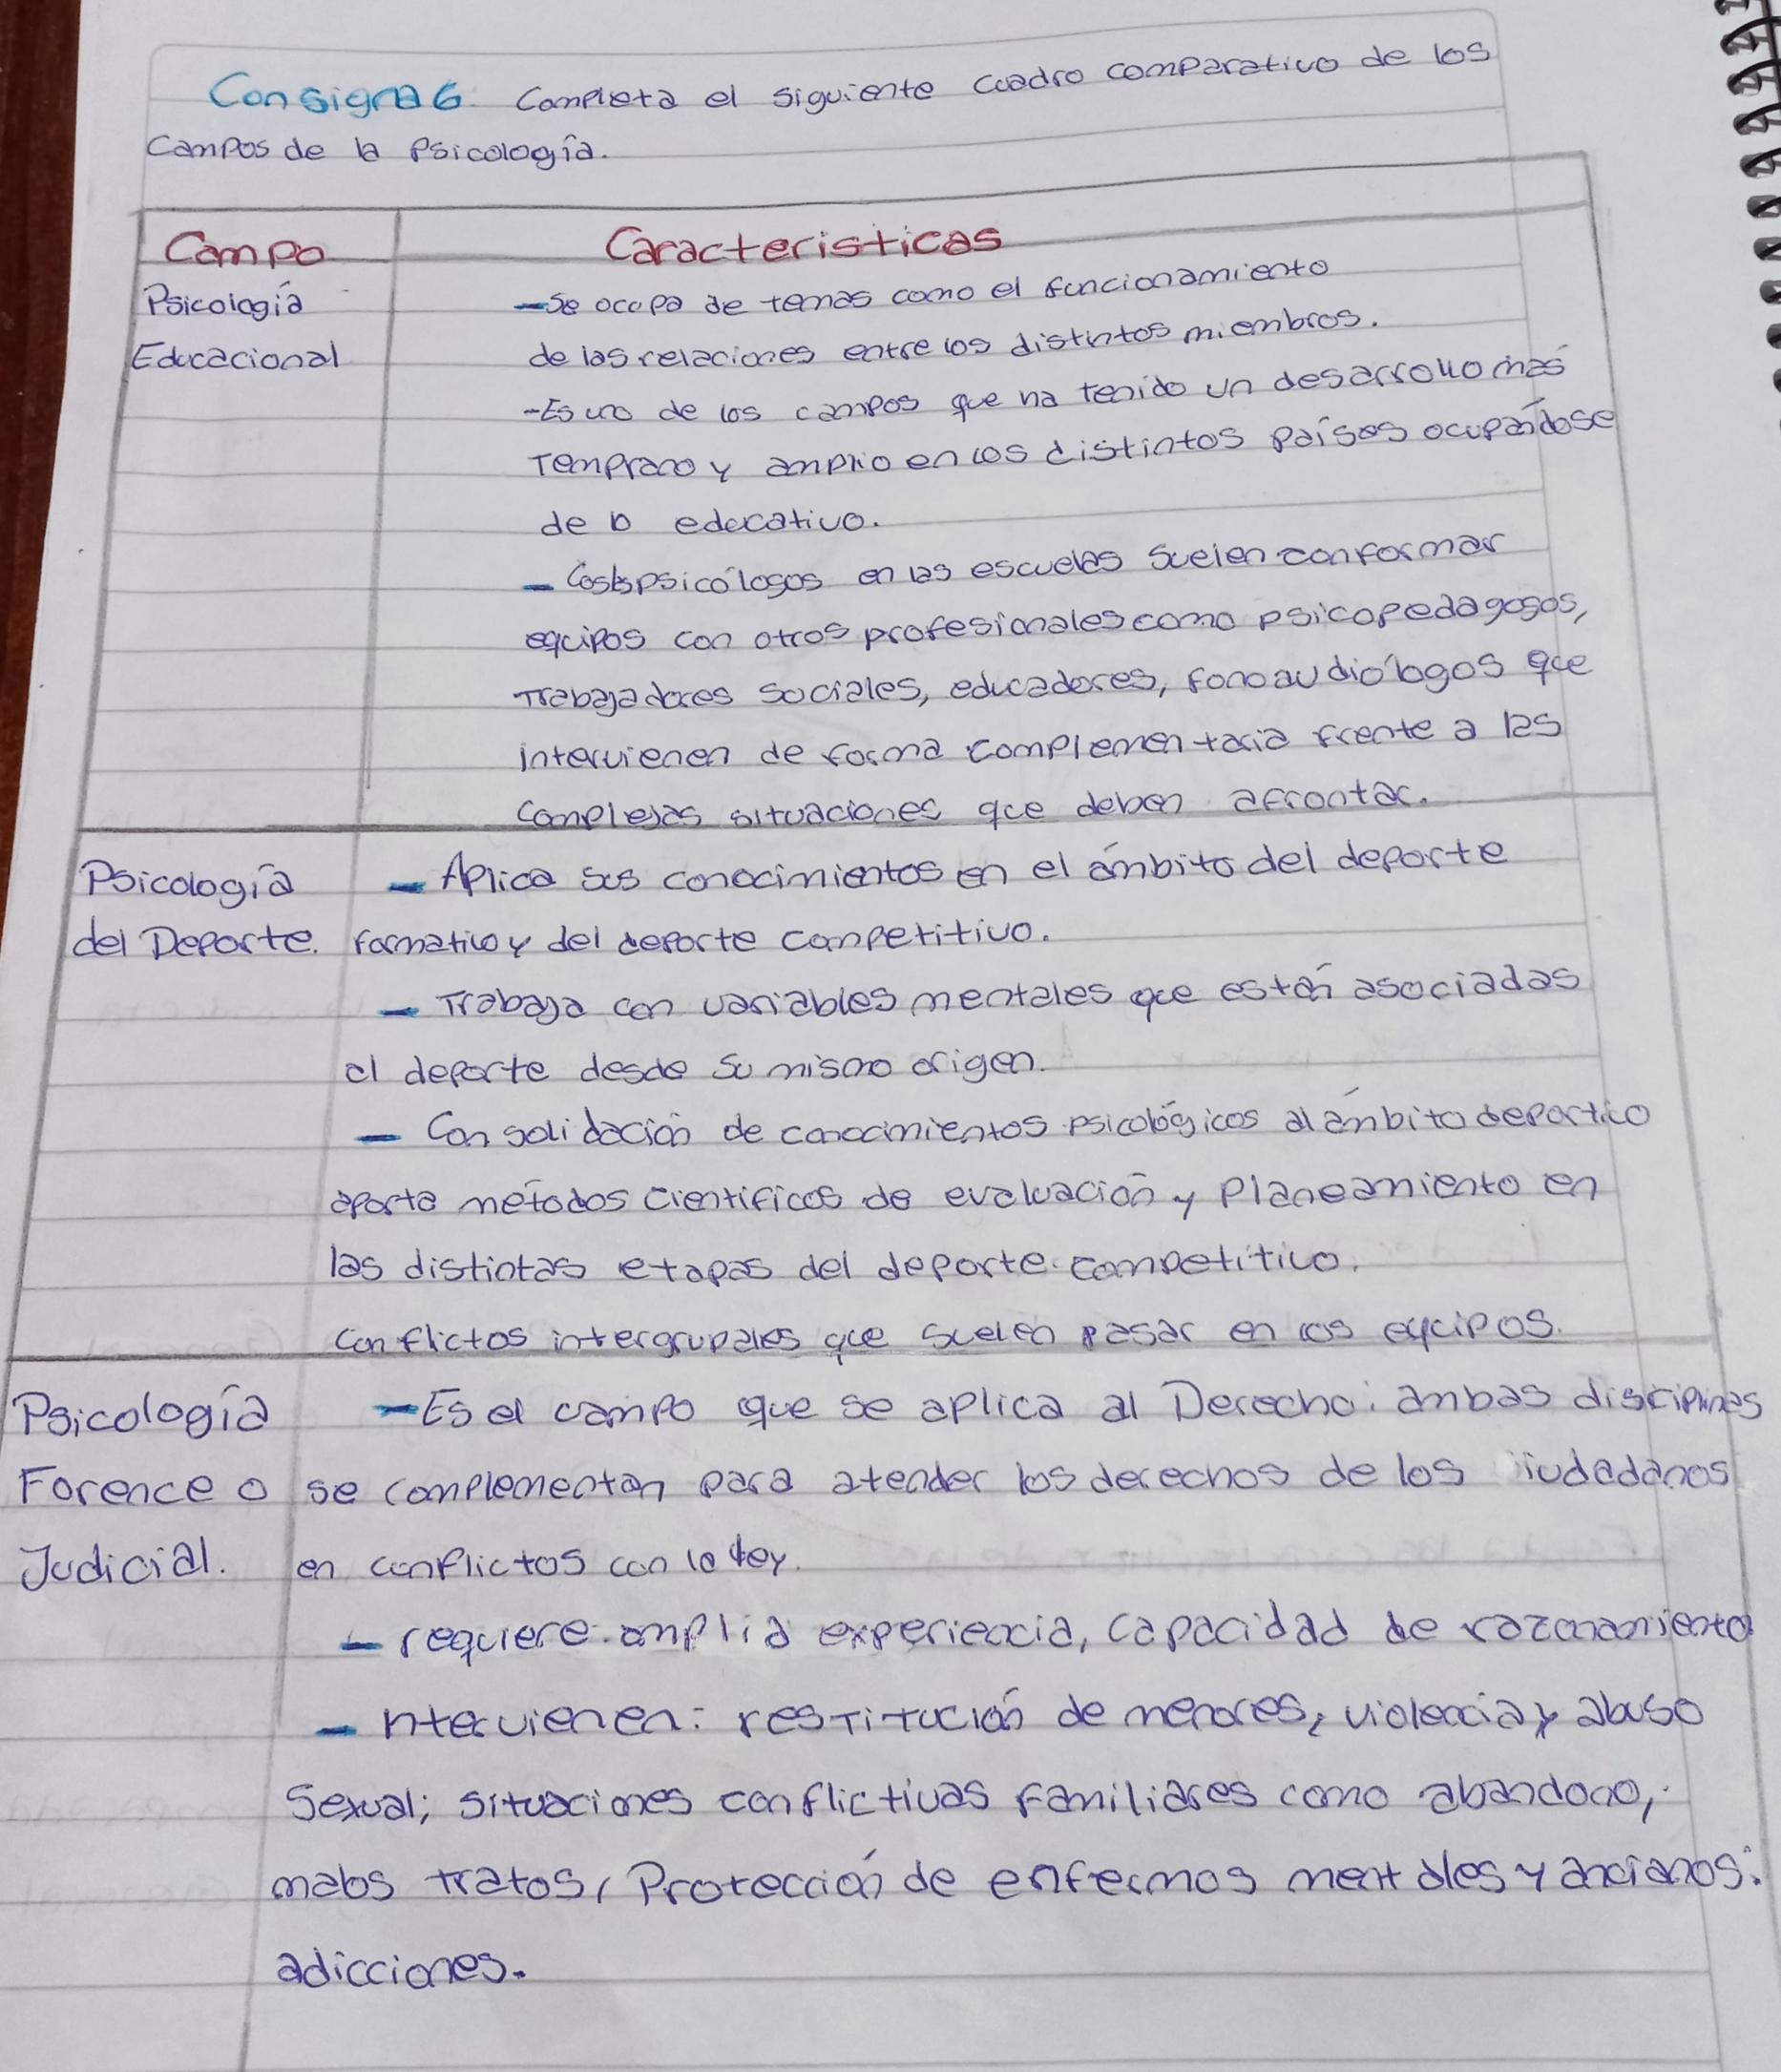 Consigna 6. Completa el siguiente cuadro comparativo de los
Campos de la Psicología.
Campo Caracteristicas
Psicología
Educacional
- Se ocupa de temas como el funcionamiento
de las relaciones entre los distintos miembros.
- Es uno de los campos que ha tenido un desarrollo más
Temprano y amplio en los distintos países ocupándose
de lo educativo.
- psicólogos en las escuelas suelen conformar
equipos con otros profesionales como psicopedagogos,
Trabajadores sociales, educadores, fonoaudiólogos que
intervienen de forma complementaria frente a las
complejas situaciones que deben afrontar.
Psicología
del Deporte.
- Aplica sus conocimientos en el ámbito del deporte
formativo y del deporte competitivo.
- Trabaja con variables mentales que están asociadas
al deporte desde su mismo origen.
- Consolidación de conocimientos psicológicos al ámbito deportivo
aporta métodos científicos de evaluación y planeamiento en
las distintas etapas del deporte competitivo.
Conflictos intergrupales que suelen pasar en los equipos.
Psicología
Forence o
Judicial.
- Es el campo que se aplica al Derecho: ambas disciplinas
se complementan para atender los derechos de los iudadanos
en conflictos con la ley.
- requiere amplia experiencia, capacidad de razonamiento
- ntervienen: restitución de menores, violencia y abuso
Sexual; situaciones conflictivas familiares como abandono,
malos tratos, Protección de enfermos mentales y ancianos:
adicciones.